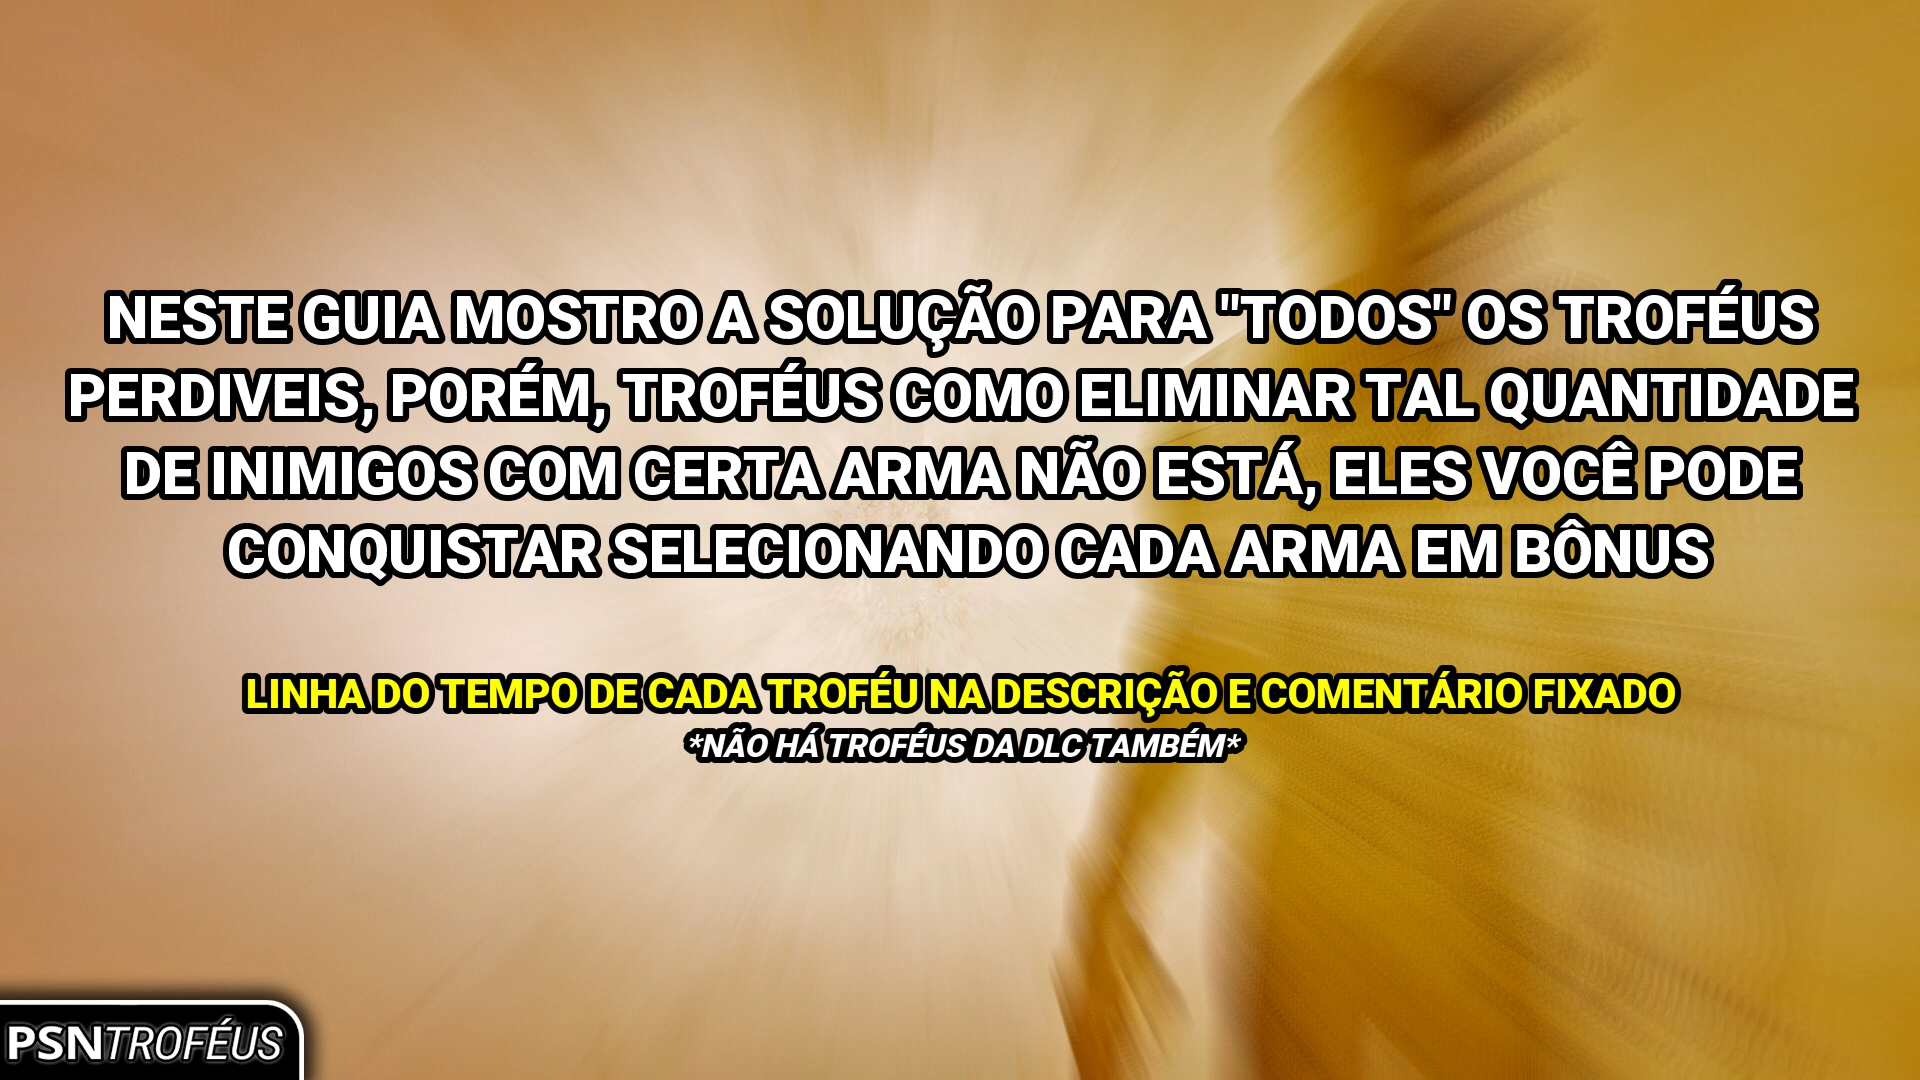 NESTE GUIA MOSTRO A SOLUÇÃO PARA "TODOS" OS TROFÉUS
PERDIVEIS, PORÉM, TROFÉUS COMO ELIMINAR TAL QUANTIDADE
DE INIMIGOS COM CERTA ARMA NÃO ESTÁ, ELES VOCÊ PODE
CONQUISTAR SELECIONANDO CADA ARMA EM BÔNUS
LINHA DO TEMPO DE CADA TROFÉU NA DESCRIÇÃO E COMENTÁRIO FIXADO
*NÃO HÁ TROFÉUS DA DLC TAMBÉM*
PSNTROFÉUS